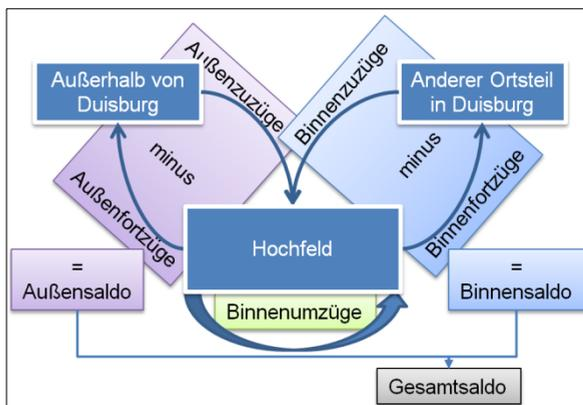 Außerhalb von
Duisburg
Außenzuzüge
minus
Außenfortzüge
Binnenzuzüge
minus
Binnenfortzüge
Anderer Ortsteil
in Duisburg
Hochfeld
=
Außensaldo
Binnenumzüge
=
Binnensaldo
Gesamtsaldo